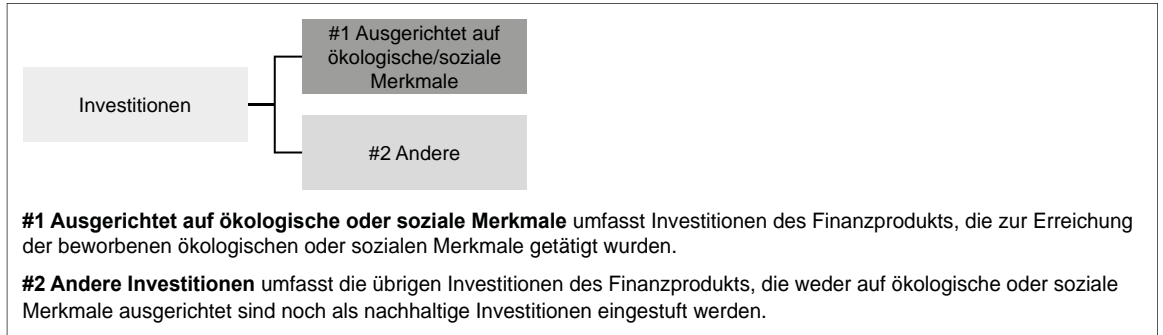 #1 Ausgerichtet auf
ökologische/soziale
Merkmale
Investitionen
#2 Andere
#1 Ausgerichtet auf ökologische oder soziale Merkmale umfasst Investitionen des Finanzprodukts, die zur Erreichung
der beworbenen ökologischen oder sozialen Merkmale getätigt wurden.
#2 Andere Investitionen umfasst die übrigen Investitionen des Finanzprodukts, die weder auf ökologische oder soziale
Merkmale ausgerichtet sind noch als nachhaltige Investitionen eingestuft werden.